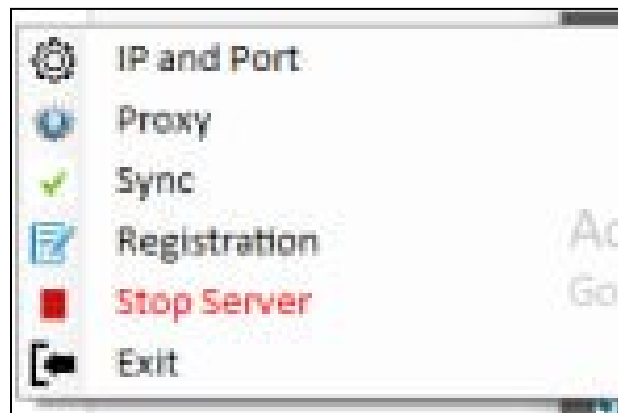 IP and Port
Proxy
Sync
Registration
Stop Server
Exit